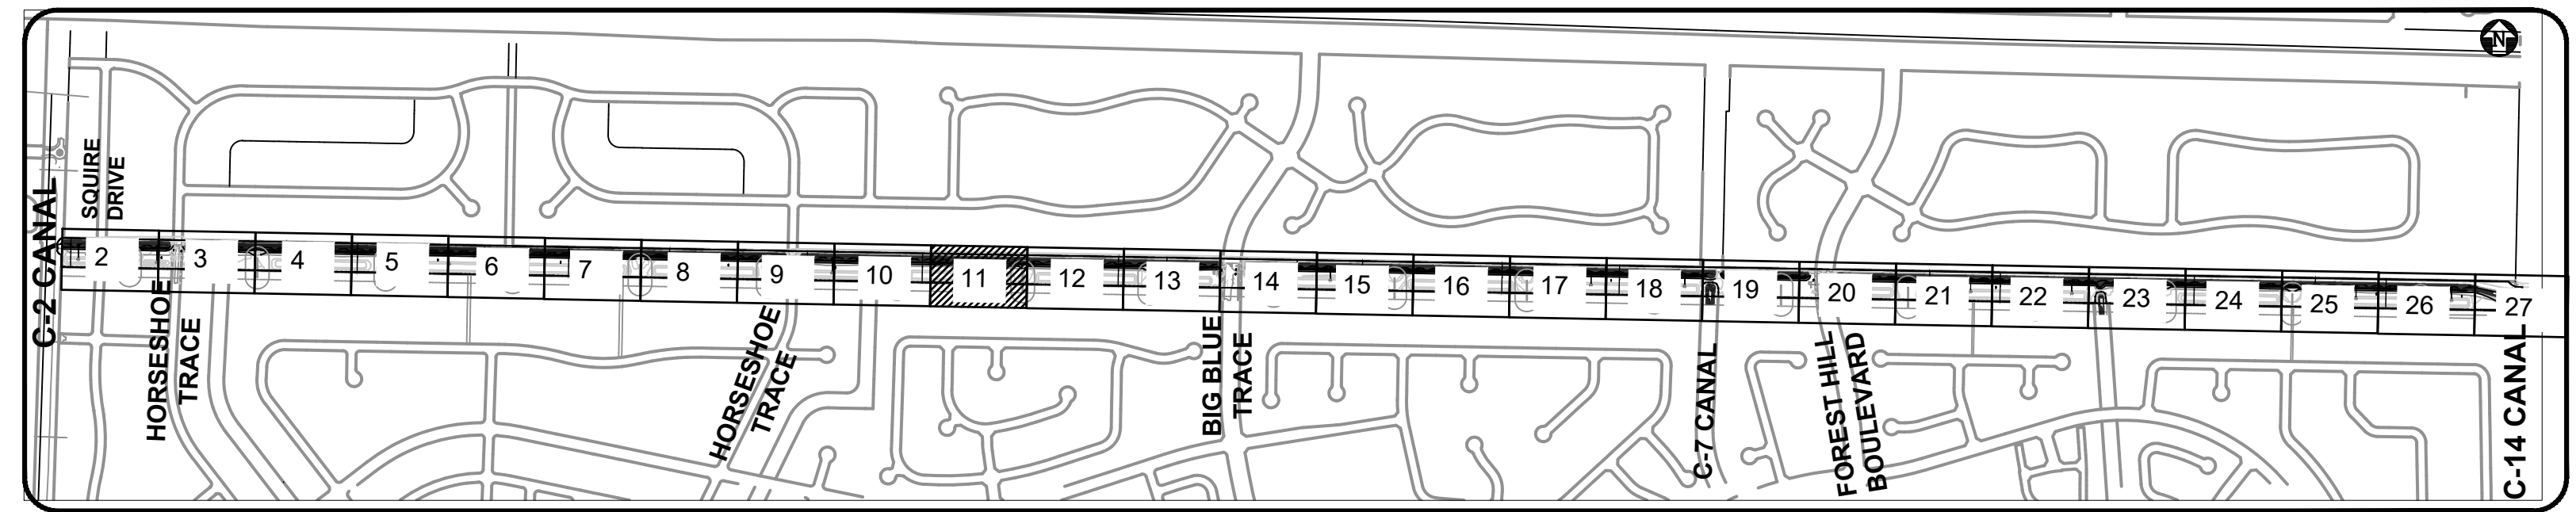 N
SQUIRE
DRIVE
C-2 CANAL
2
3
4
5
6
7
8
9
10
11
12
13
14
15
16
17
18
19
20
21
22
23
24
25
26
27
HORSESHOE
TRACE
HORSESHOE
TRACE
BIG BLUE
TRACE
C-7 CANAL
FOREST HILL
BOULEVARD
C-14 CANAL